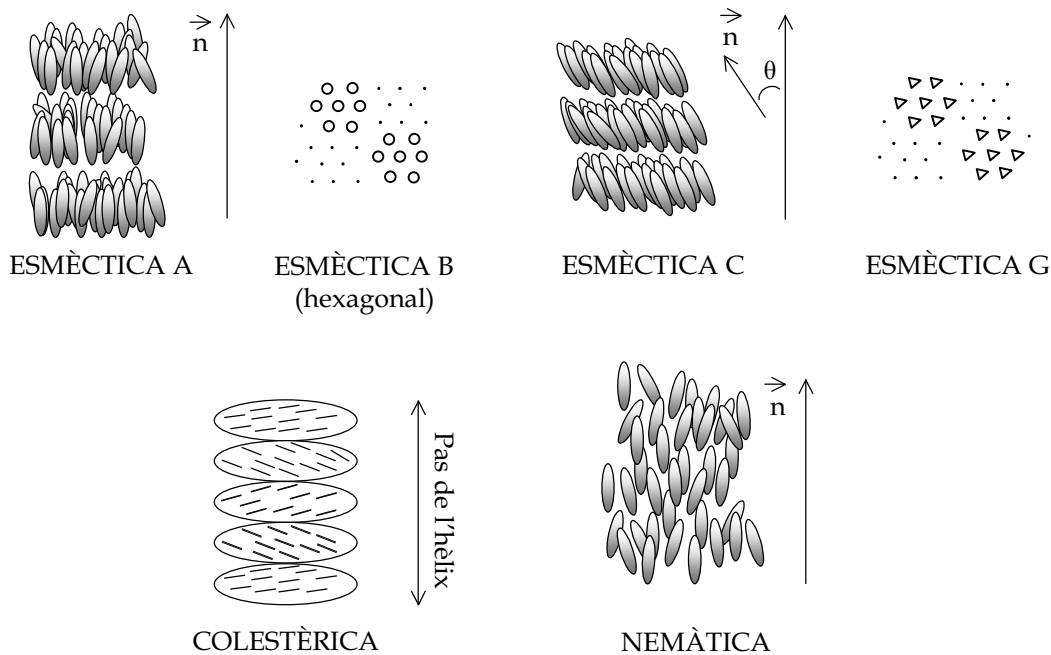 n
n
θ
ESMÈCTICA A
ESMÈCTICA B
(hexagonal)
ESMÈCTICA C
ESMÈCTICA G
Pas de l'hèlix
n
COLESTÈRICA
NEMÀTICA